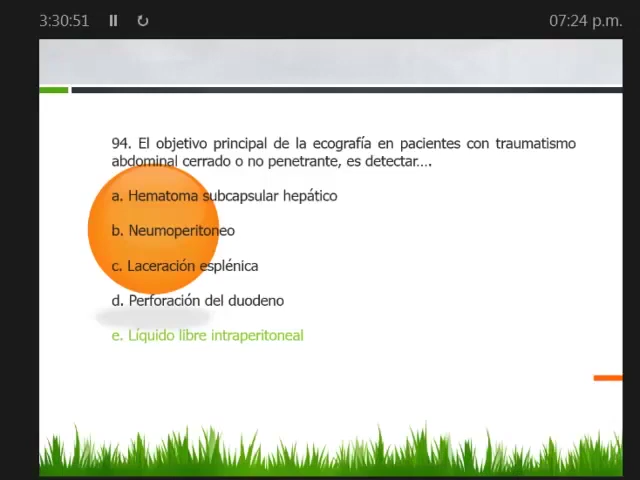 3:30:51
07:24 p.m.
94. El objetivo principal de la ecografía en pacientes con traumatismo
abdominal cerrado o no penetrante, es detectar….
a. Hematoma subcapsular hepático
b. Neumoperitoneo
c. Laceración esplénica
d. Perforación del duodeno
e. Líquido libre intraperitoneal